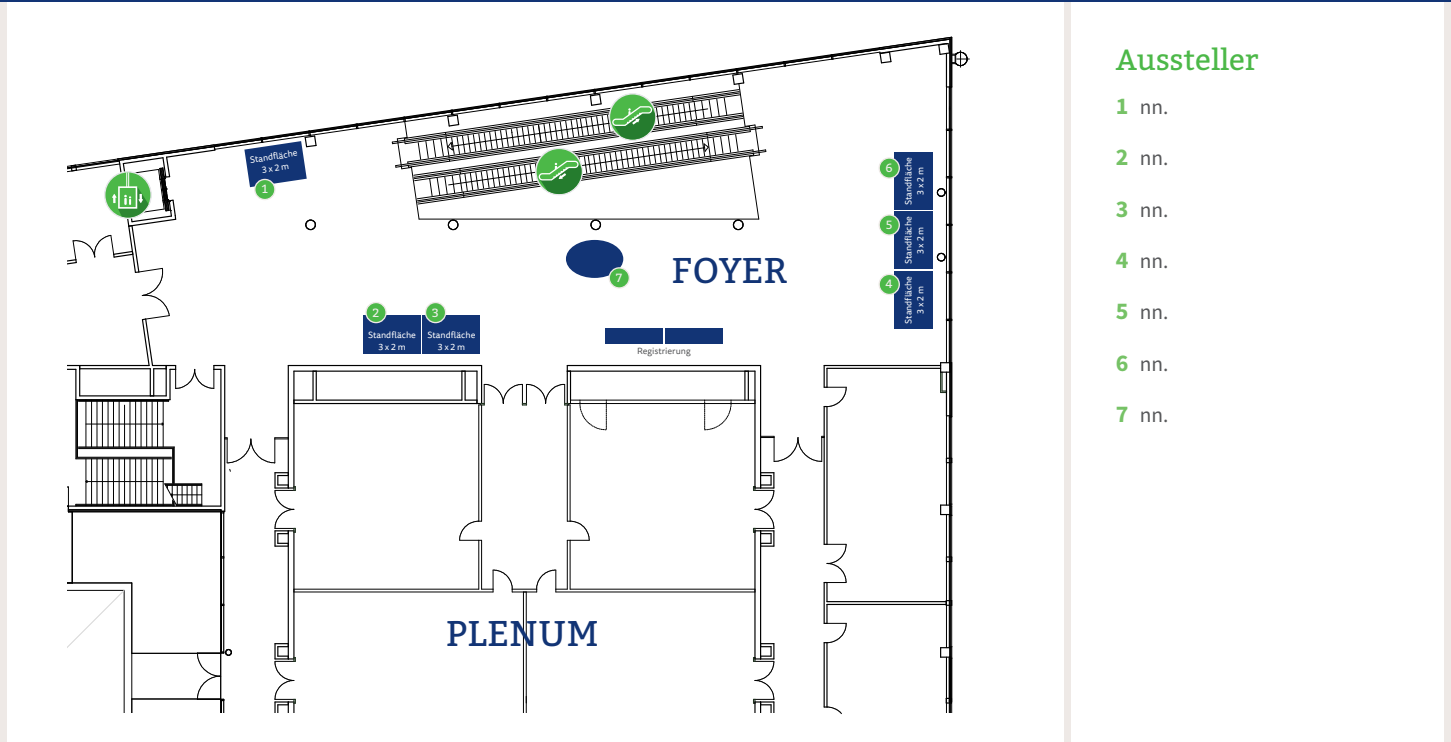 Standfläche
3 x 2 m
1
6
Standfläche
3 x 2 m
5
Standfläche
3 x 2 m
4
Standfläche
3 x 2 m
7
FOYER
2
Standfläche
3 x 2 m
3
Standfläche
3 x 2 m
Registrierung
PLENUM
Aussteller
1 nn.
2 nn.
3 nn.
4 nn.
5 nn.
6 nn.
7 nn.